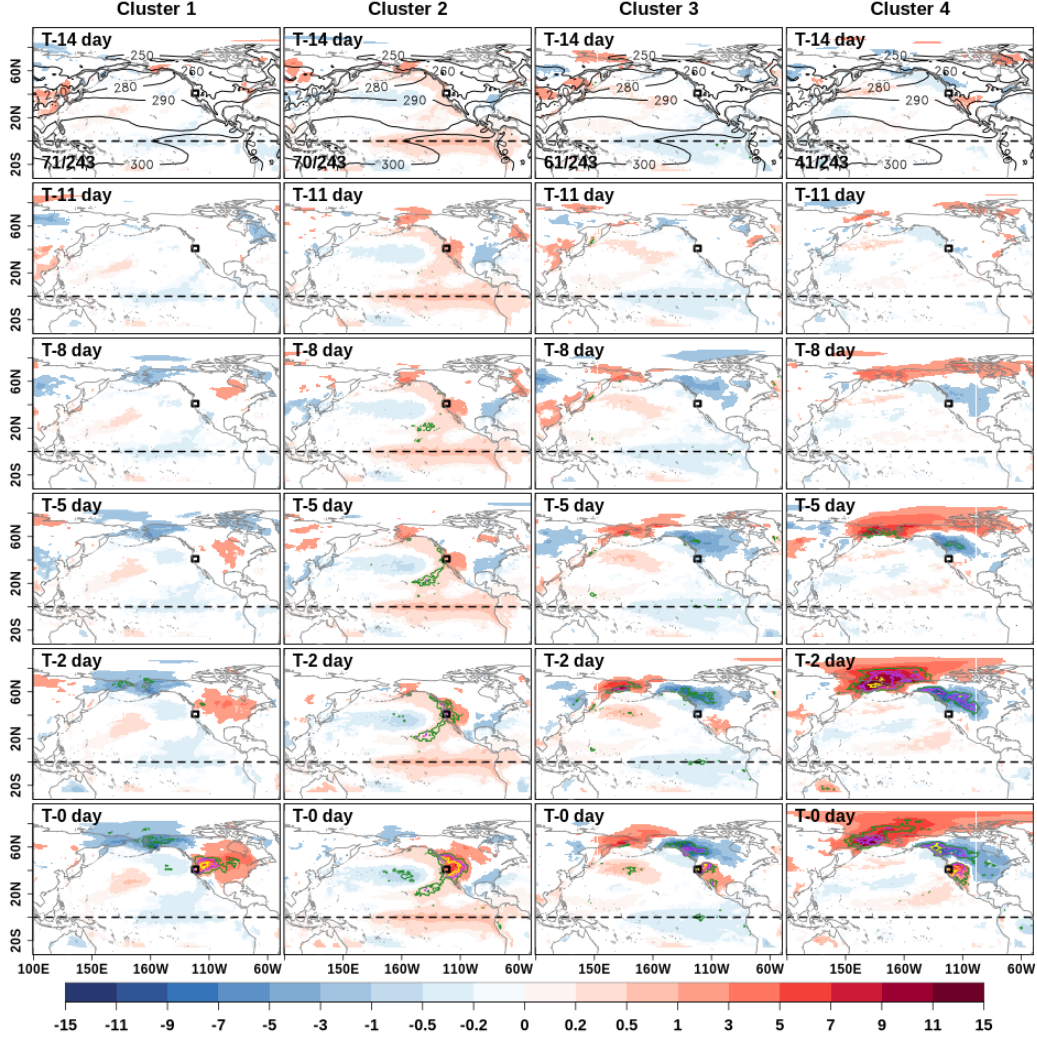 Cluster 1 Cluster 2 Cluster 3 Cluster 4
T-14 day T-14 day T-14 day T-14 day
250 250 250 250
260 260 260 260
280 280 280 280
290 290 290 290
300 300 300 300
71/243 70/243 61/243 41/243
60N 20N 20S
T-11 day T-11 day T-11 day T-11 day
60N 20N 20S
T-8 day T-8 day T-8 day T-8 day
60N 20N 20S
T-5 day T-5 day T-5 day T-5 day
60N 20N 20S
T-2 day T-2 day T-2 day T-2 day
60N 20N 20S
T-0 day T-0 day T-0 day T-0 day
60N 20N 20S
100E 150E 160W 110W 60W 150E 160W 110W 60W 150E 160W 110W 60W 150E 160W 110W 60W
-15 -11 -9 -7 -5 -3 -1 -0.5 -0.2 0 0.2 0.5 1 3 5 7 9 11 15